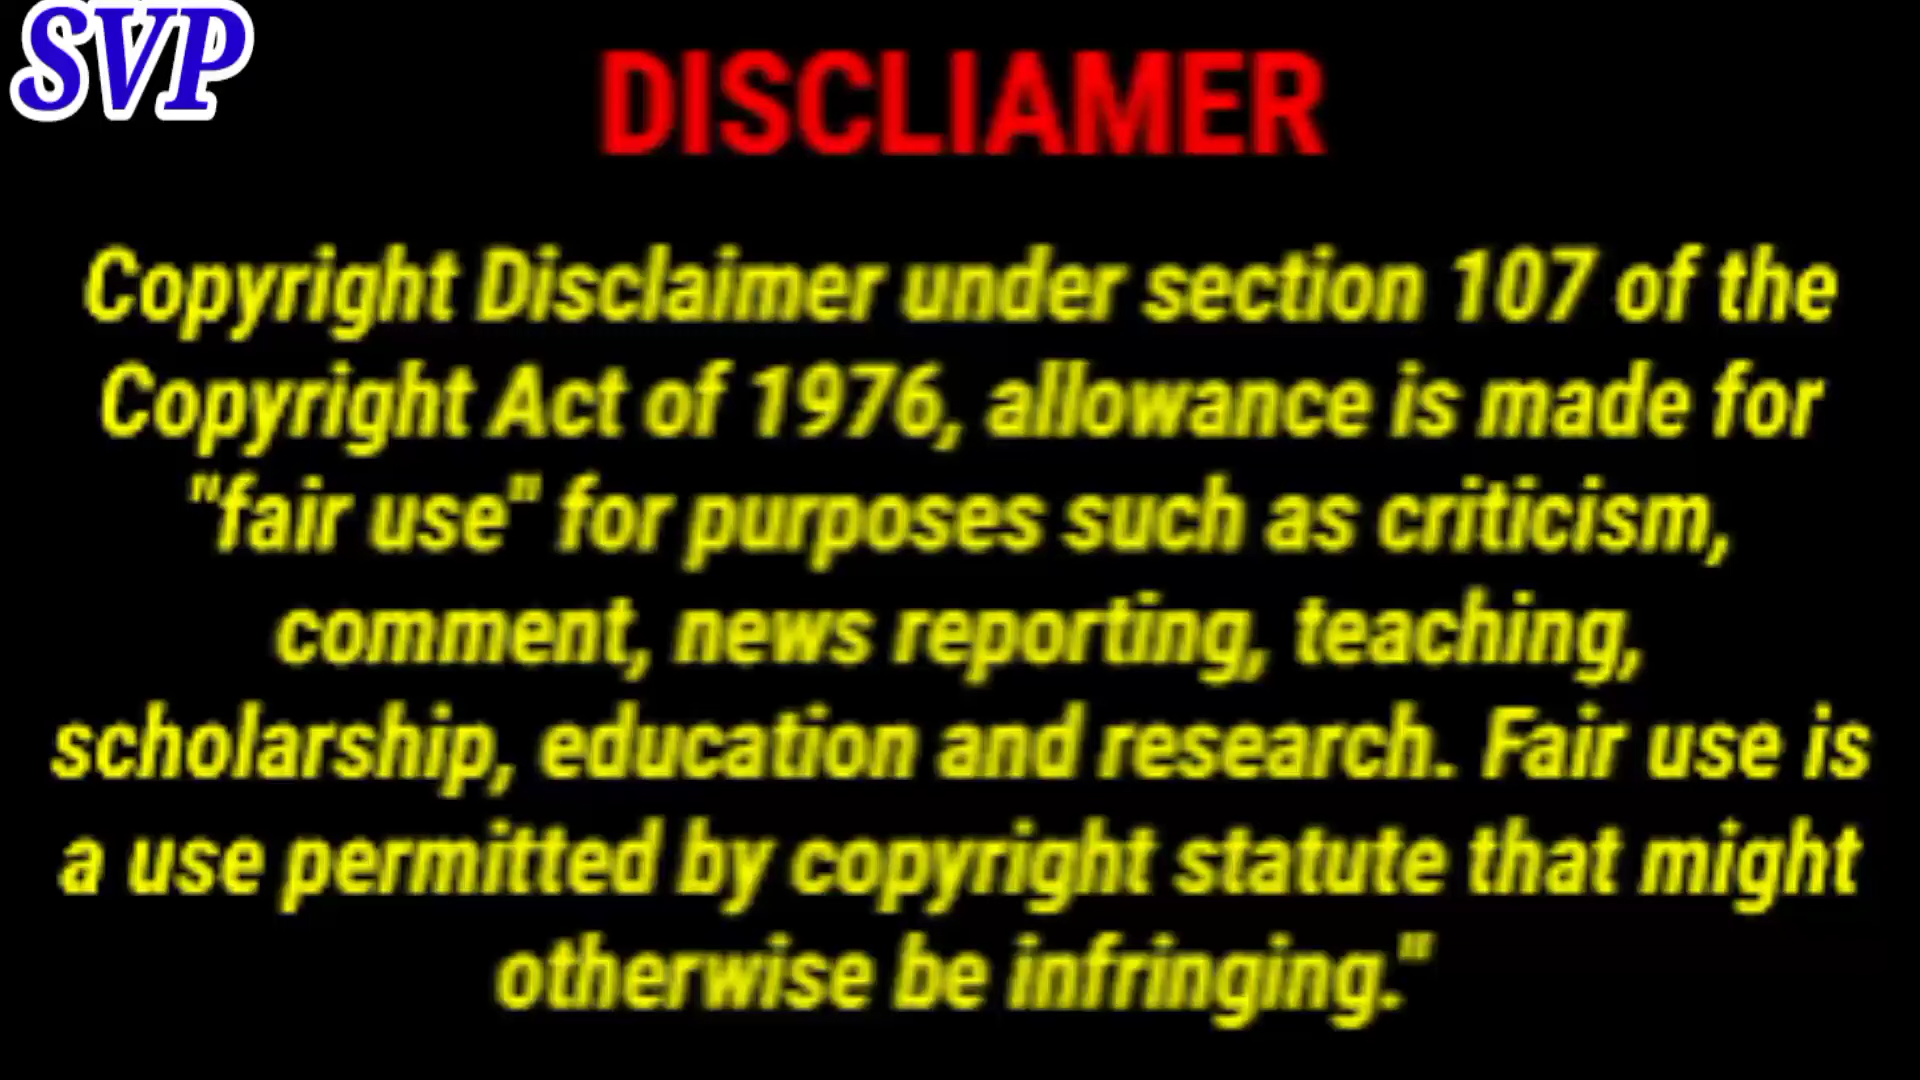 SVP
DISCLIAMER
Copyright Disclaimer under section 107 of the
Copyright Act of 1976, allowance is made for
"fair use" for purposes such as criticism,
comment, news reporting, teaching,
scholarship, education and research. Fair use is
a use permitted by copyright statute that might
otherwise be infringing."